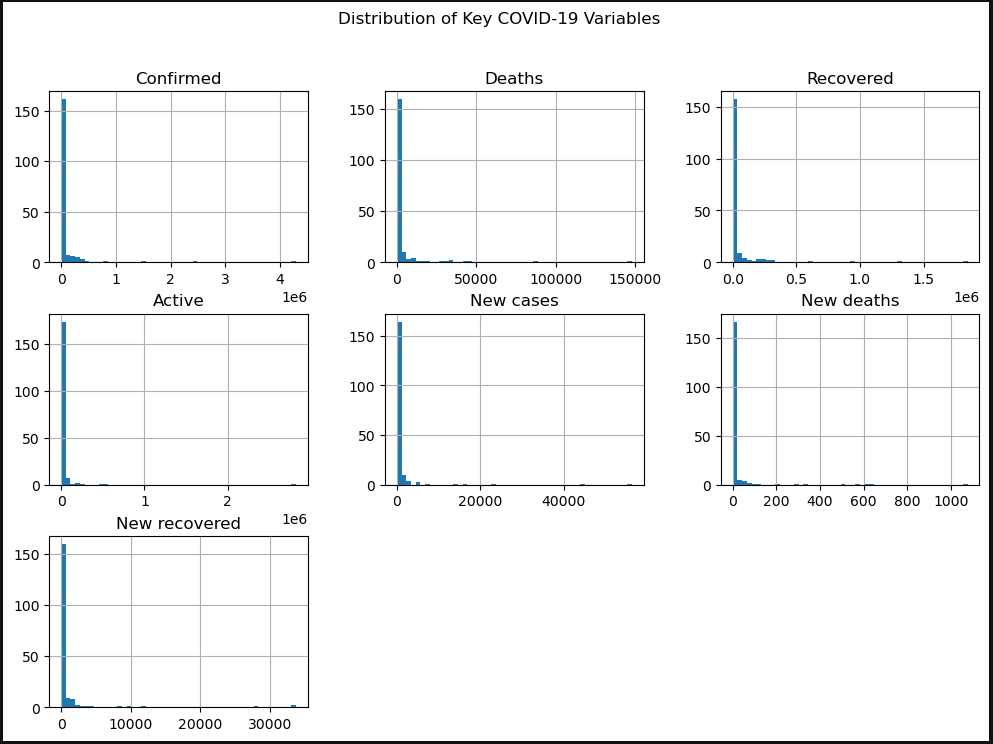 Distribution of Key COVID-19 Variables
Confirmed
Deaths
Recovered
150
100
50
0
0 1 2 3 4
1e6
150
100
50
0
0 50000 100000 150000
150
100
50
0
0.0 0.5 1.0 1.5
1e6
Active
New cases
New deaths
150
100
50
0
0 1 2
1e6
150
100
50
0
0 20000 40000
150
100
50
0
0 200 400 600 800 1000
New recovered
150
100
50
0
0 10000 20000 30000